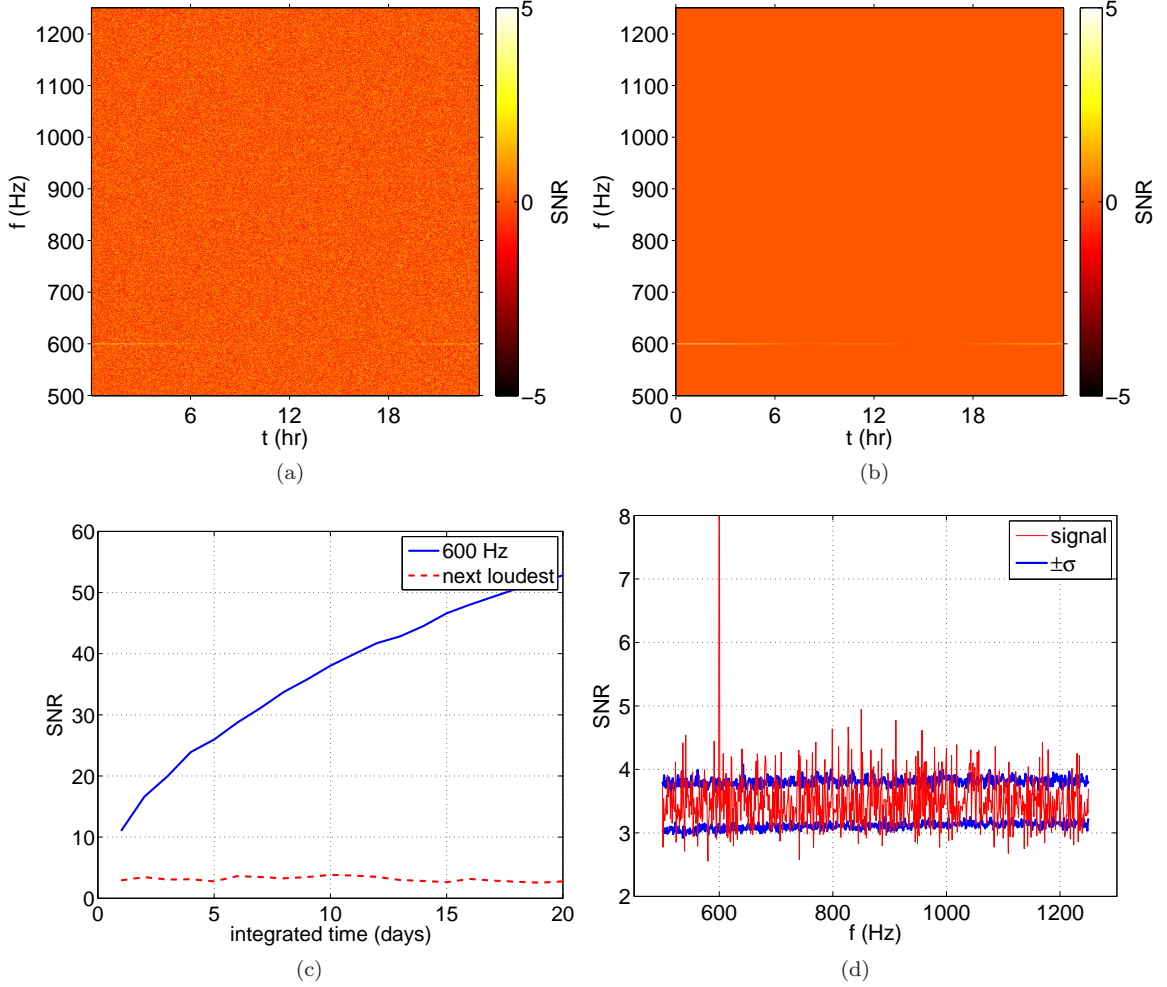 1200
1100
1000
900
800
700
600
500
f (Hz)
6
12
18
t (hr)
5
0
−5
SNR
(a)
1200
1100
1000
900
800
700
600
500
f (Hz)
0
6
12
18
t (hr)
5
0
−5
SNR
(b)
60
50
40
30
20
10
0
SNR
600 Hz
next loudest
0
5
10
15
20
integrated time (days)
(c)
8
7
6
5
4
3
2
SNR
signal
±σ
600
800
1000
1200
f (Hz)
(d)